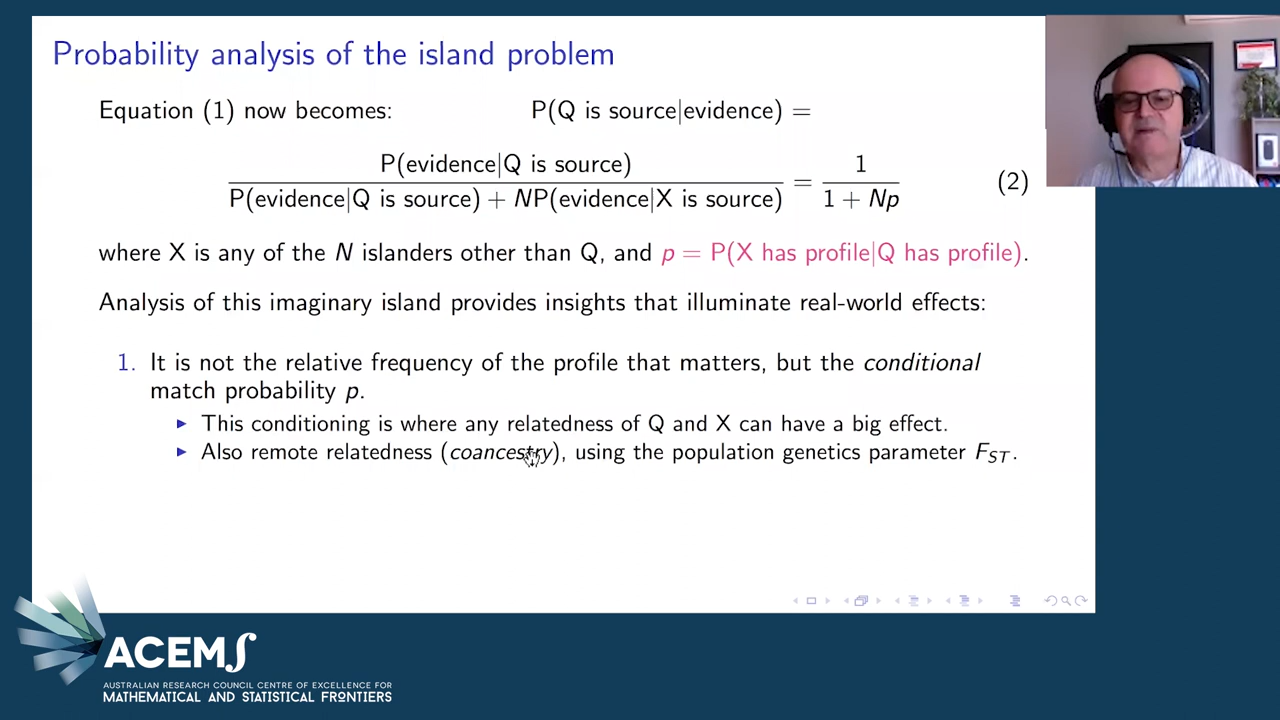 Probability analysis of the island problem
Equation (1) now becomes: P(Q is source|evidence) =
P(evidence|Q is source)
P(evidence|Q is source) + NP(evidence|X is source)
= 1
1 + Np
(2)
where X is any of the N islanders other than Q, and p = P(X has profile|Q has profile).
Analysis of this imaginary island provides insights that illuminate real-world effects:
1. It is not the relative frequency of the profile that matters, but the conditional
match probability p.
▶ This conditioning is where any relatedness of Q and X can have a big effect.
▶ Also remote relatedness (coancestry), using the population genetics parameter F_ST.
ACEMS
AUSTRALIAN RESEARCH COUNCIL CENTRE OF EXCELLENCE FOR
MATHEMATICAL AND STATISTICAL FRONTIERS